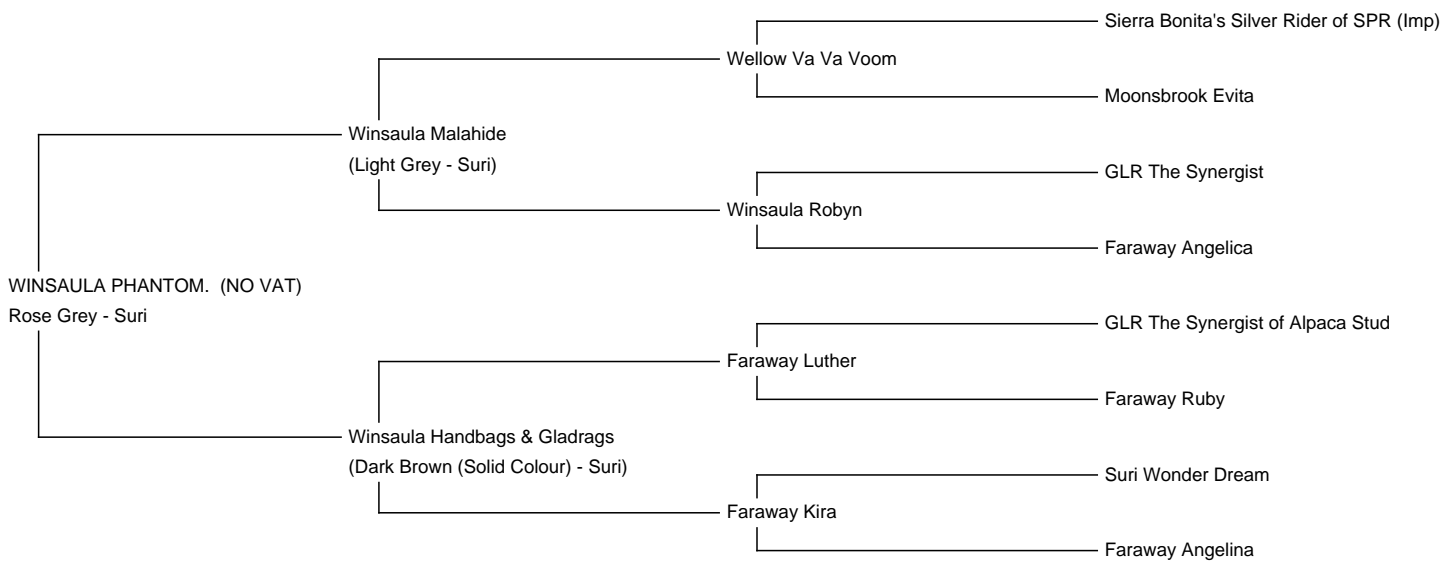 Sierra Bonita's Silver Rider of SPR (Imp)
Wellow Va Va Voom
Moonsbrook Evita
Winsaula Malahide
(Light Grey - Suri)
GLR The Synergist
Winsaula Robyn
Faraway Angelica
WINSAULA PHANTOM.  (NO VAT)
Rose Grey - Suri
GLR The Synergist of Alpaca Stud
Faraway Luther
Faraway Ruby
Winsaula Handbags & Gladrags
(Dark Brown (Solid Colour) - Suri)
Suri Wonder Dream
Faraway Kira
Faraway Angelina